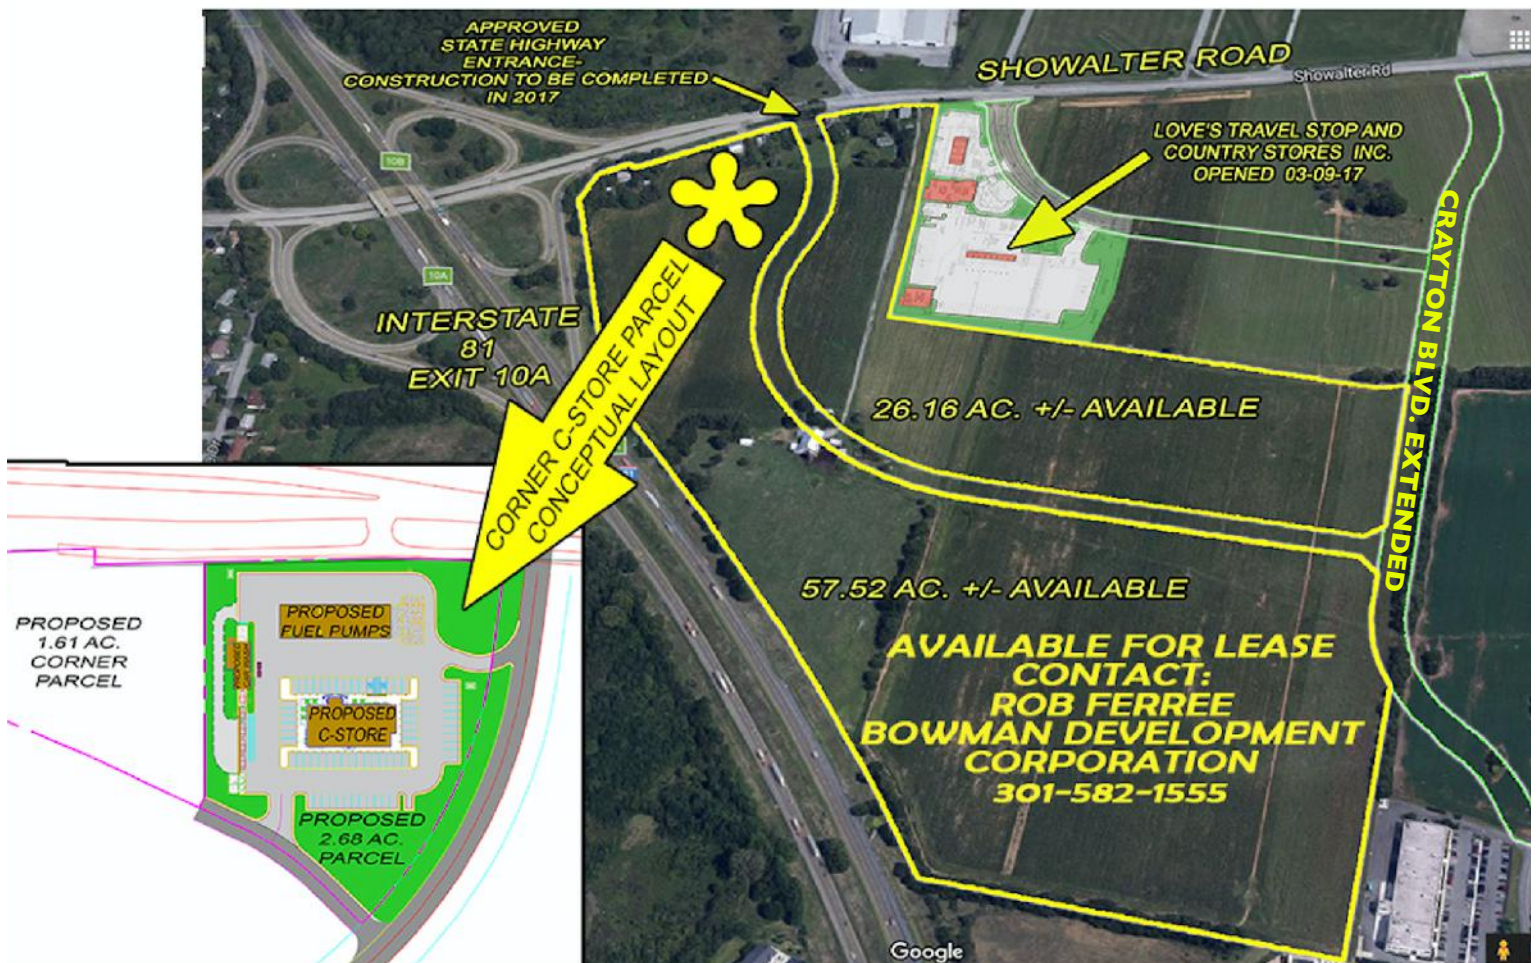 APPROVED
STATE HIGHWAY
ENTRANCE-
CONSTRUCTION TO BE COMPLETED
IN 2017
SHOWALTER ROAD
Showalter Rd
LOVE'S TRAVEL STOP AND
COUNTRY STORES INC.
OPENED 03-09-17
10B
10A
INTERSTATE
81
EXIT 10A
CORNER C-STORE PARCEL
CONCEPTUAL LAYOUT
CRAYTON BLVD. EXTENDED
26.16 AC. +/- AVAILABLE
57.52 AC. +/- AVAILABLE
AVAILABLE FOR LEASE
CONTACT:
ROB FERREE
BOWMAN DEVELOPMENT
CORPORATION
301-582-1555
PROPOSED
1.61 AC.
CORNER
PARCEL
PROPOSED
FUEL PUMPS
PROPOSED
C-STORE
PROPOSED
2.68 AC.
PARCEL
Google